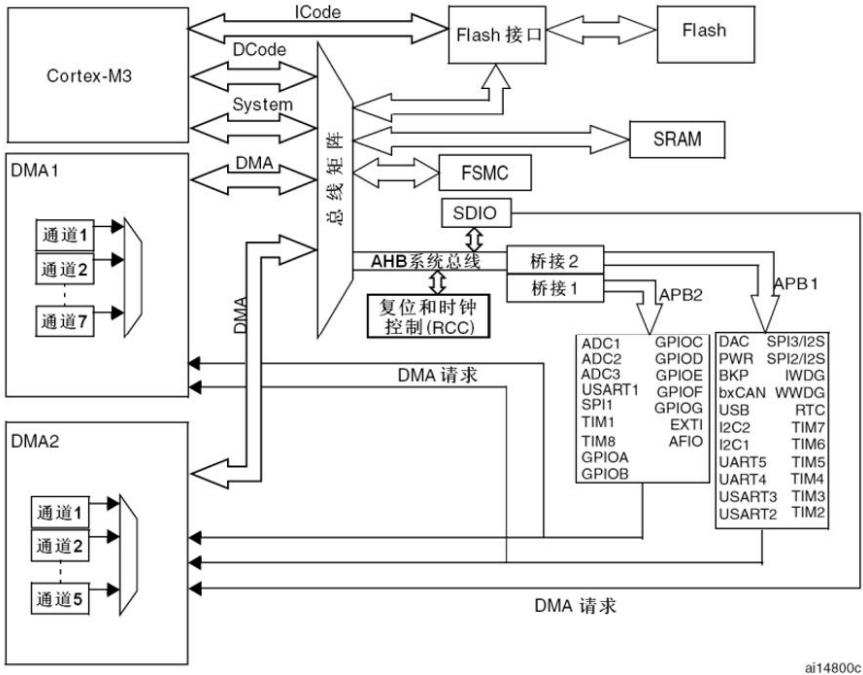 ICode
Flash 接口
Flash
Cortex-M3
DCode
System
总线矩阵
SRAM
DMA1
DMA
FSMC
通道1
通道2
通道7
SDIO
AHB系统总线
桥接2
桥接1
复位和时钟
控制(RCC)
DMA
APB2
APB1
ADC1 GPIOC
ADC2 GPIOD
ADC3 GPIOE
USART1 GPIOF
SPI1 GPIOG
TIM1 EXTI
TIM8 AFIO
GPIOA
GPIOB
DAC SPI3/I2S
PWR SPI2/I2S
BKP IWDG
bxCAN WWDG
USB RTC
I2C2 TIM7
I2C1 TIM6
UART5 TIM5
UART4 TIM4
USART3 TIM3
USART2 TIM2
DMA 请求
DMA2
通道1
通道2
通道5
DMA 请求
ai14800c